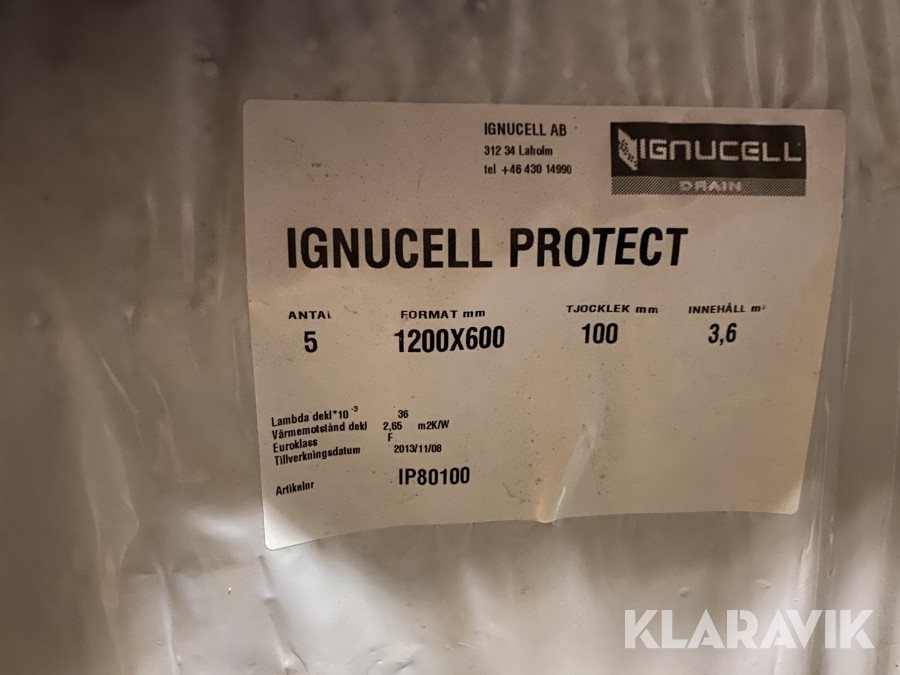 IGNUCELL AB
312 34 Laholm
tel +46 430 14990
IGNUCELL
DRAIN
IGNUCELL PROTECT
ANTAL FORMAT mm TJOCKLEK mm INNEHÅLL m²
5 1200X600 100 3,6
Lambda dekl*10 -3 36
Värmemotstånd dekl 2,65 m2K/W
Euroklass F
Tillverkningsdatum 2013/11/08
Artikelnr IP80100
KLARAVIK